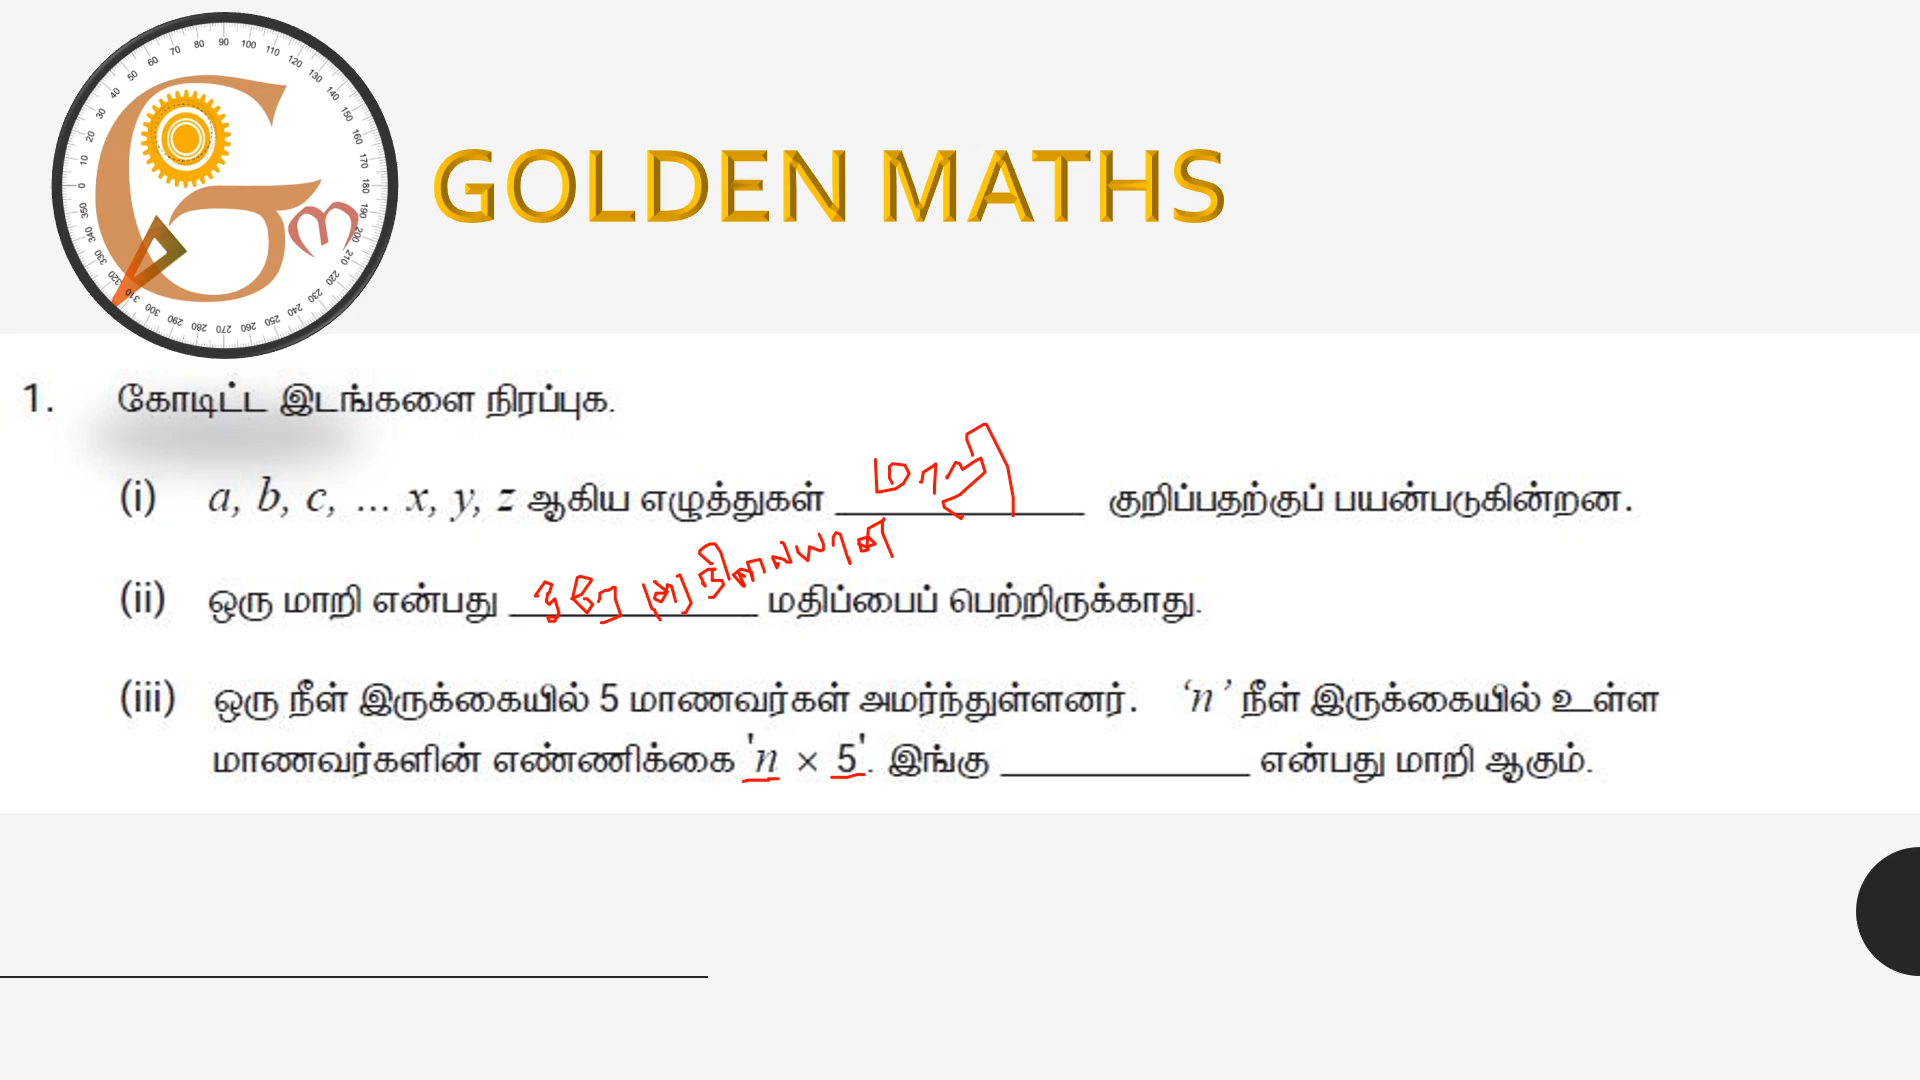 GOLDEN MATHS
1. கோடிட்ட இடங்களை நிரப்புக.
(i) a, b, c, ... x, y, z ஆகிய எழுத்துகள் மாறி குறிப்பதற்குப் பயன்படுகின்றன.
(ii) ஒரு மாறி என்பது ஒரே (அ) நிலையான மதிப்பைப் பெற்றிருக்காது.
(iii) ஒரு நீள் இருக்கையில் 5 மாணவர்கள் அமர்ந்துள்ளனர். ‘n’ நீள் இருக்கையில் உள்ள
மாணவர்களின் எண்ணிக்கை 'n × 5'. இங்கு ____________ என்பது மாறி ஆகும்.